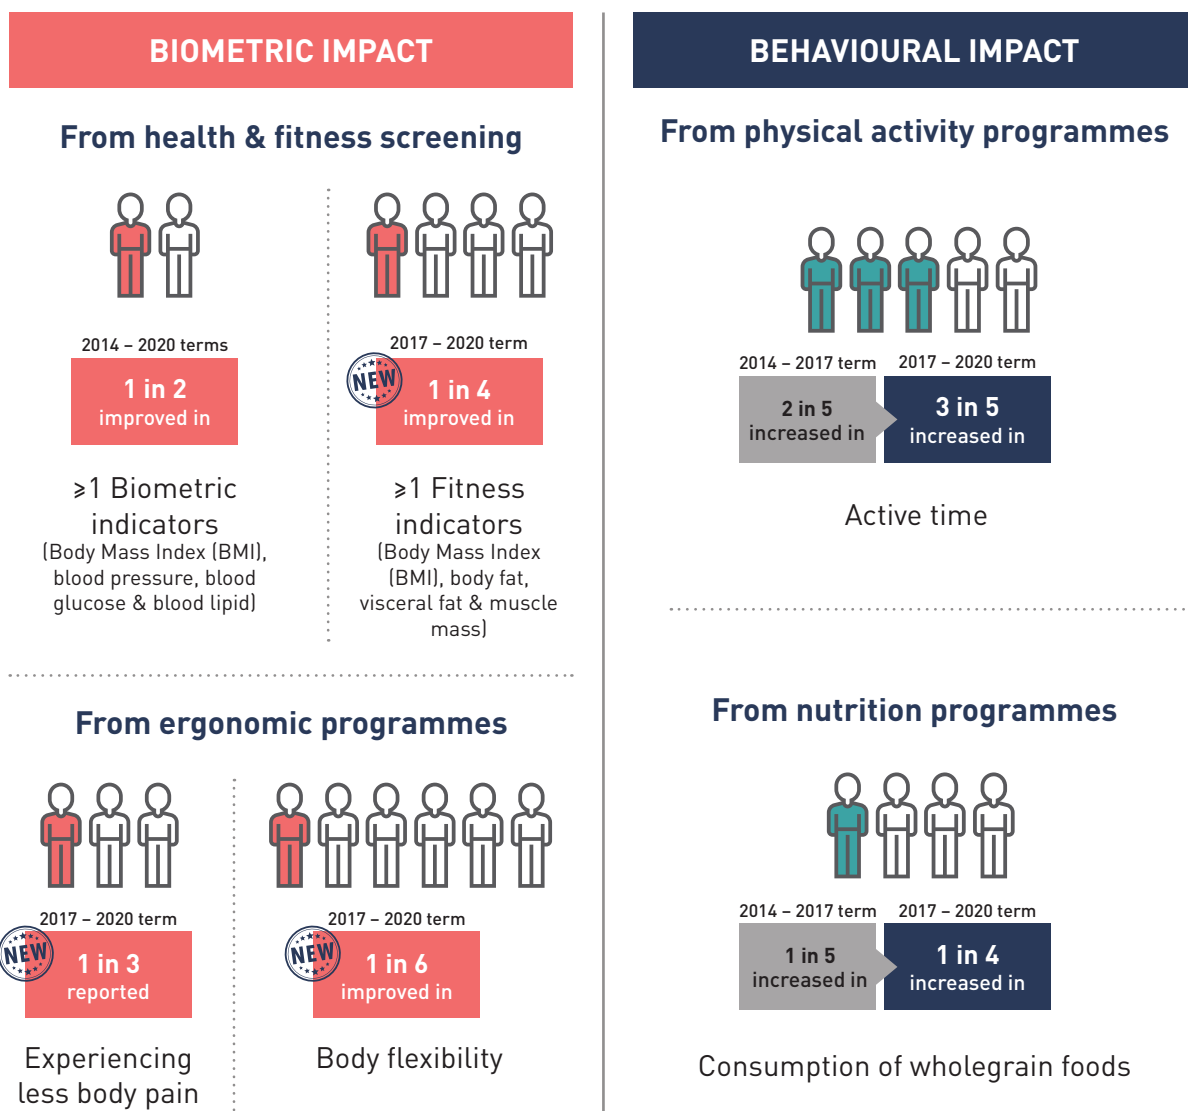 BIOMETRIC IMPACT
From health & fitness screening
2014 – 2020 terms
1 in 2
improved in
⩾1 Biometric
indicators
(Body Mass Index (BMI),
blood pressure, blood
glucose & blood lipid)
2017 – 2020 term
NEW
1 in 4
improved in
⩾1 Fitness
indicators
(Body Mass Index
(BMI), body fat,
visceral fat & muscle
mass)
From ergonomic programmes
2017 – 2020 term
NEW
1 in 3
reported
Experiencing
less body pain
2017 – 2020 term
NEW
1 in 6
improved in
Body flexibility
BEHAVIOURAL IMPACT
From physical activity programmes
2014 – 2017 term
2 in 5
increased in
2017 – 2020 term
3 in 5
increased in
Active time
From nutrition programmes
2014 – 2017 term
1 in 5
increased in
2017 – 2020 term
1 in 4
increased in
Consumption of wholegrain foods